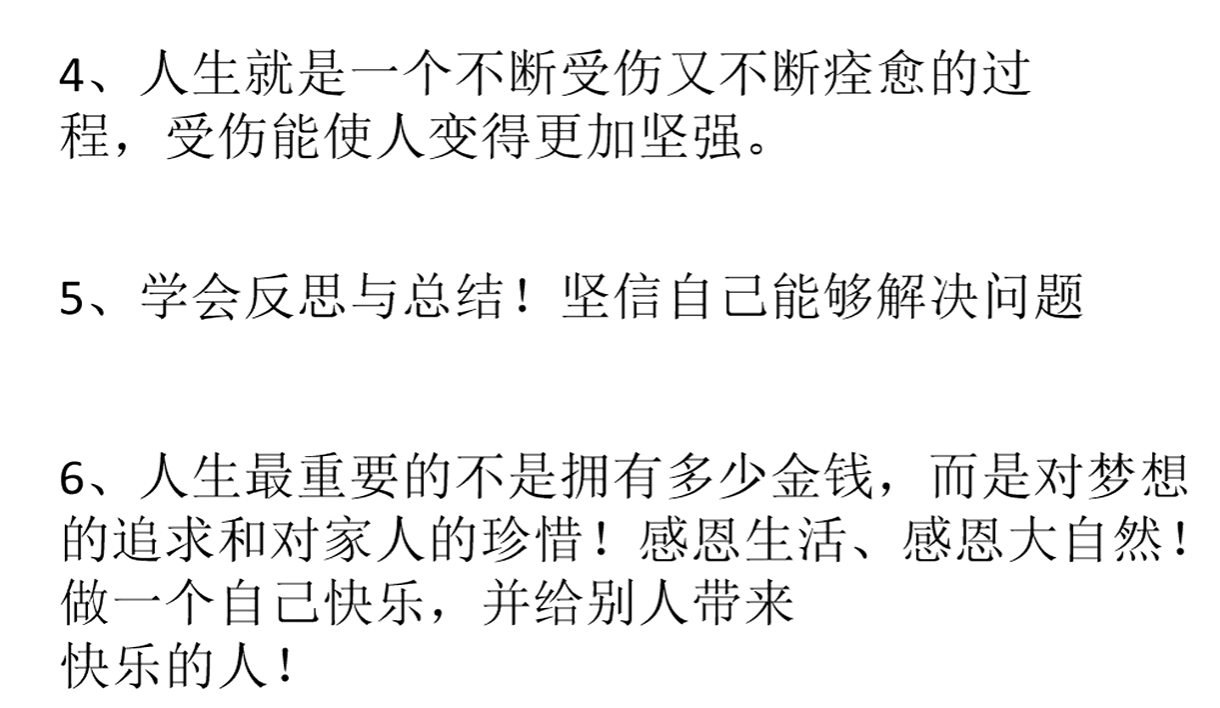 4、人生就是一个不断受伤又不断痊愈的过
程，受伤能使人变得更加坚强。
5、学会反思与总结！坚信自己能够解决问题
6、人生最重要的不是拥有多少金钱，而是对梦想
的追求和对家人的珍惜！感恩生活、感恩大自然！
做一个自己快乐，并给别人带来
快乐的人！